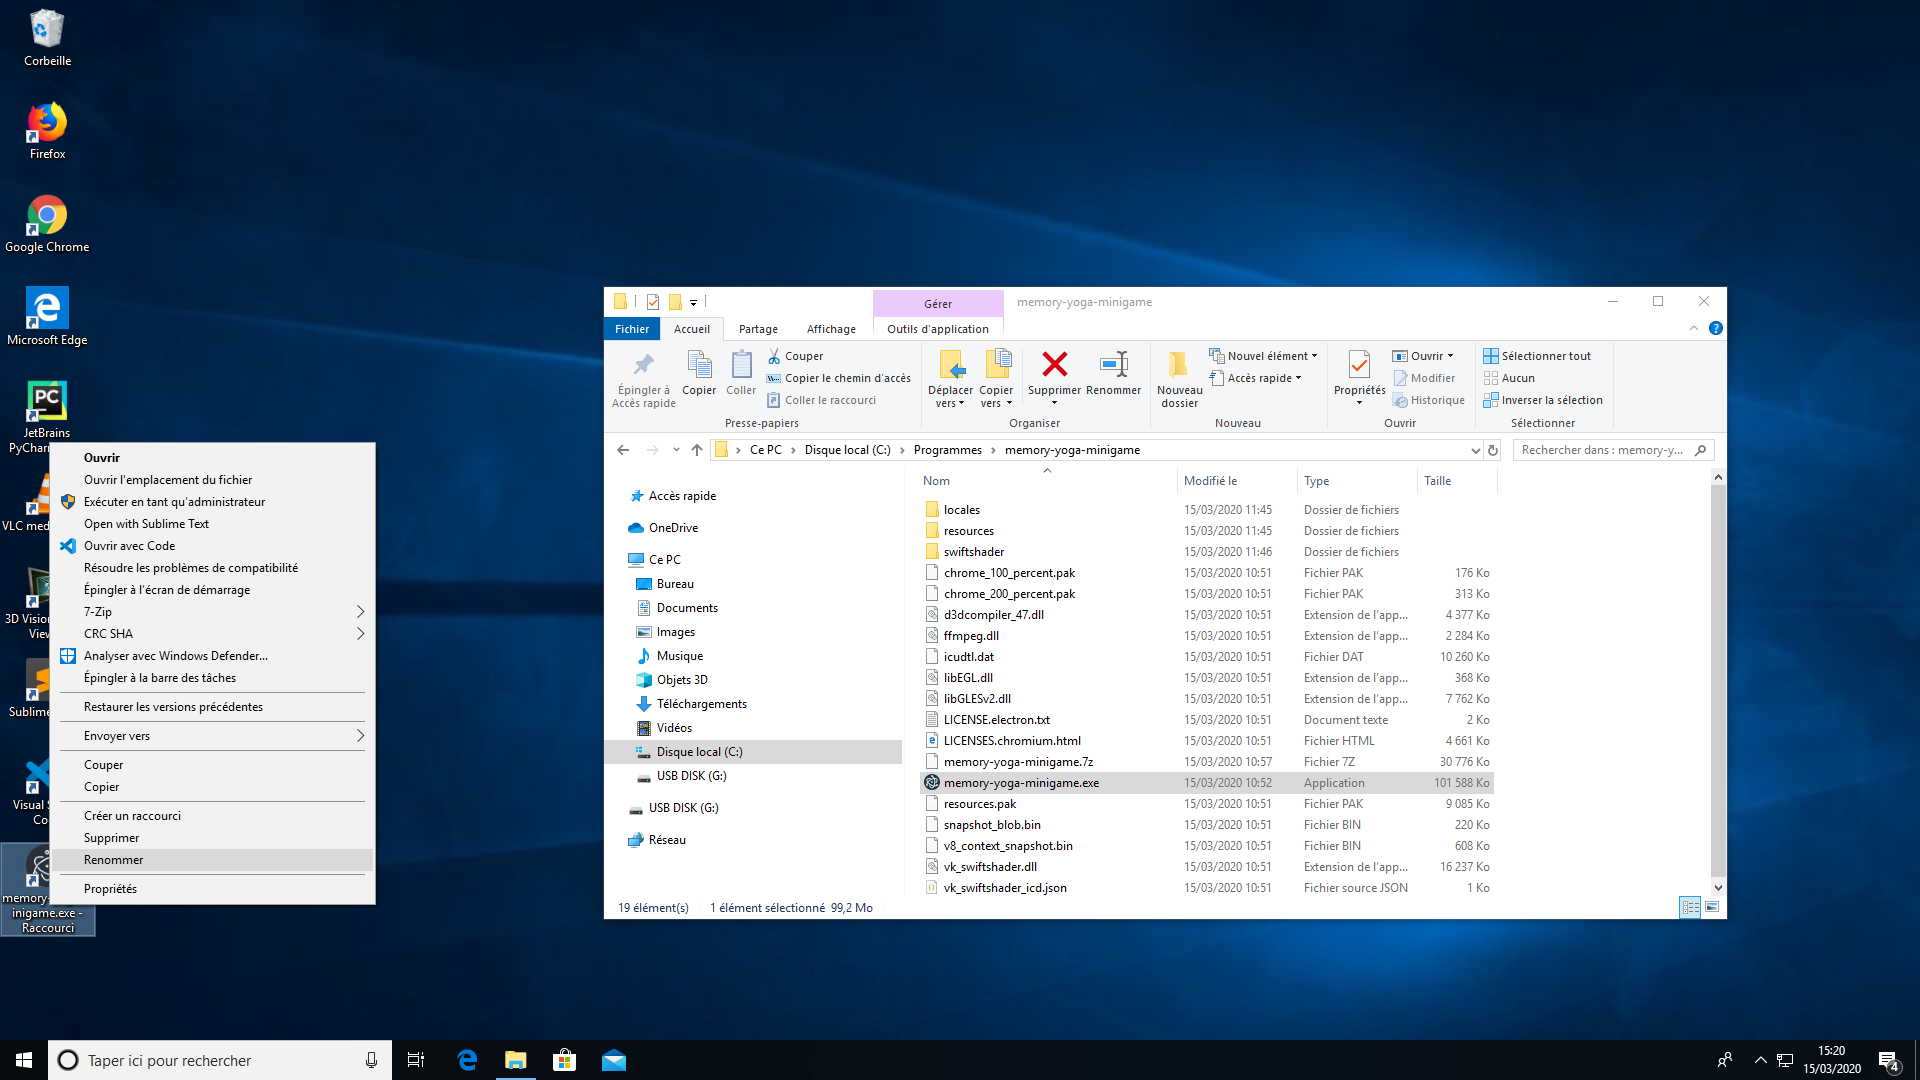 Corbeille
Firefox
Google Chrome
Microsoft Edge
PC
JetBrains
PyChar
VLC med
3D Vision
View
Sublime
Visual S
Co
memory-
inigame.exe -
Raccourci
Ouvrir
Ouvrir l'emplacement du fichier
Exécuter en tant qu'administrateur
Open with Sublime Text
Ouvrir avec Code
Résoudre les problèmes de compatibilité
Épingler à l'écran de démarrage
7-Zip
CRC SHA
Analyser avec Windows Defender...
Épingler à la barre des tâches
Restaurer les versions précédentes
Envoyer vers
Couper
Copier
Créer un raccourci
Supprimer
Renommer
Propriétés
Gérer
memory-yoga-minigame
Fichier
Accueil
Partage
Affichage
Outils d'application
Épingler à
Accès rapide
Copier
Coller
Couper
Copier le chemin d'accès
Coller le raccourci
Presse-papiers
Déplacer
vers
Copier
vers
Supprimer
Renommer
Organiser
Nouveau
dossier
Nouvel élément
Accès rapide
Nouveau
Propriétés
Ouvrir
Modifier
Historique
Ouvrir
Sélectionner tout
Aucun
Inverser la sélection
Sélectionner
Ce PC > Disque local (C:) > Programmes > memory-yoga-minigame
Rechercher dans : memory-y...
Accès rapide
OneDrive
Ce PC
Bureau
Documents
Images
Musique
Objets 3D
Téléchargements
Vidéos
Disque local (C:)
USB DISK (G:)
USB DISK (G:)
Réseau
Nom Modifié le Type Taille
locales 15/03/2020 11:45 Dossier de fichiers
resources 15/03/2020 11:45 Dossier de fichiers
swiftshader 15/03/2020 11:46 Dossier de fichiers
chrome_100_percent.pak 15/03/2020 10:51 Fichier PAK 176 Ko
chrome_200_percent.pak 15/03/2020 10:51 Fichier PAK 313 Ko
d3dcompiler_47.dll 15/03/2020 10:51 Extension de l'app... 4 377 Ko
ffmpeg.dll 15/03/2020 10:51 Extension de l'app... 2 284 Ko
icudtl.dat 15/03/2020 10:51 Fichier DAT 10 260 Ko
libEGL.dll 15/03/2020 10:51 Extension de l'app... 368 Ko
libGLESv2.dll 15/03/2020 10:51 Extension de l'app... 7 762 Ko
LICENSE.electron.txt 15/03/2020 10:51 Document texte 2 Ko
LICENSES.chromium.html 15/03/2020 10:51 Fichier HTML 4 661 Ko
memory-yoga-minigame.7z 15/03/2020 10:57 Fichier 7Z 30 776 Ko
memory-yoga-minigame.exe 15/03/2020 10:52 Application 101 588 Ko
resources.pak 15/03/2020 10:51 Fichier PAK 9 085 Ko
snapshot_blob.bin 15/03/2020 10:51 Fichier BIN 220 Ko
v8_context_snapshot.bin 15/03/2020 10:51 Fichier BIN 608 Ko
vk_swiftshader.dll 15/03/2020 10:51 Extension de l'app... 16 237 Ko
vk_swiftshader_icd.json 15/03/2020 10:51 Fichier source JSON 1 Ko
19 élément(s) 1 élément sélectionné 99,2 Mo
Taper ici pour rechercher
15:20
15/03/2020
4